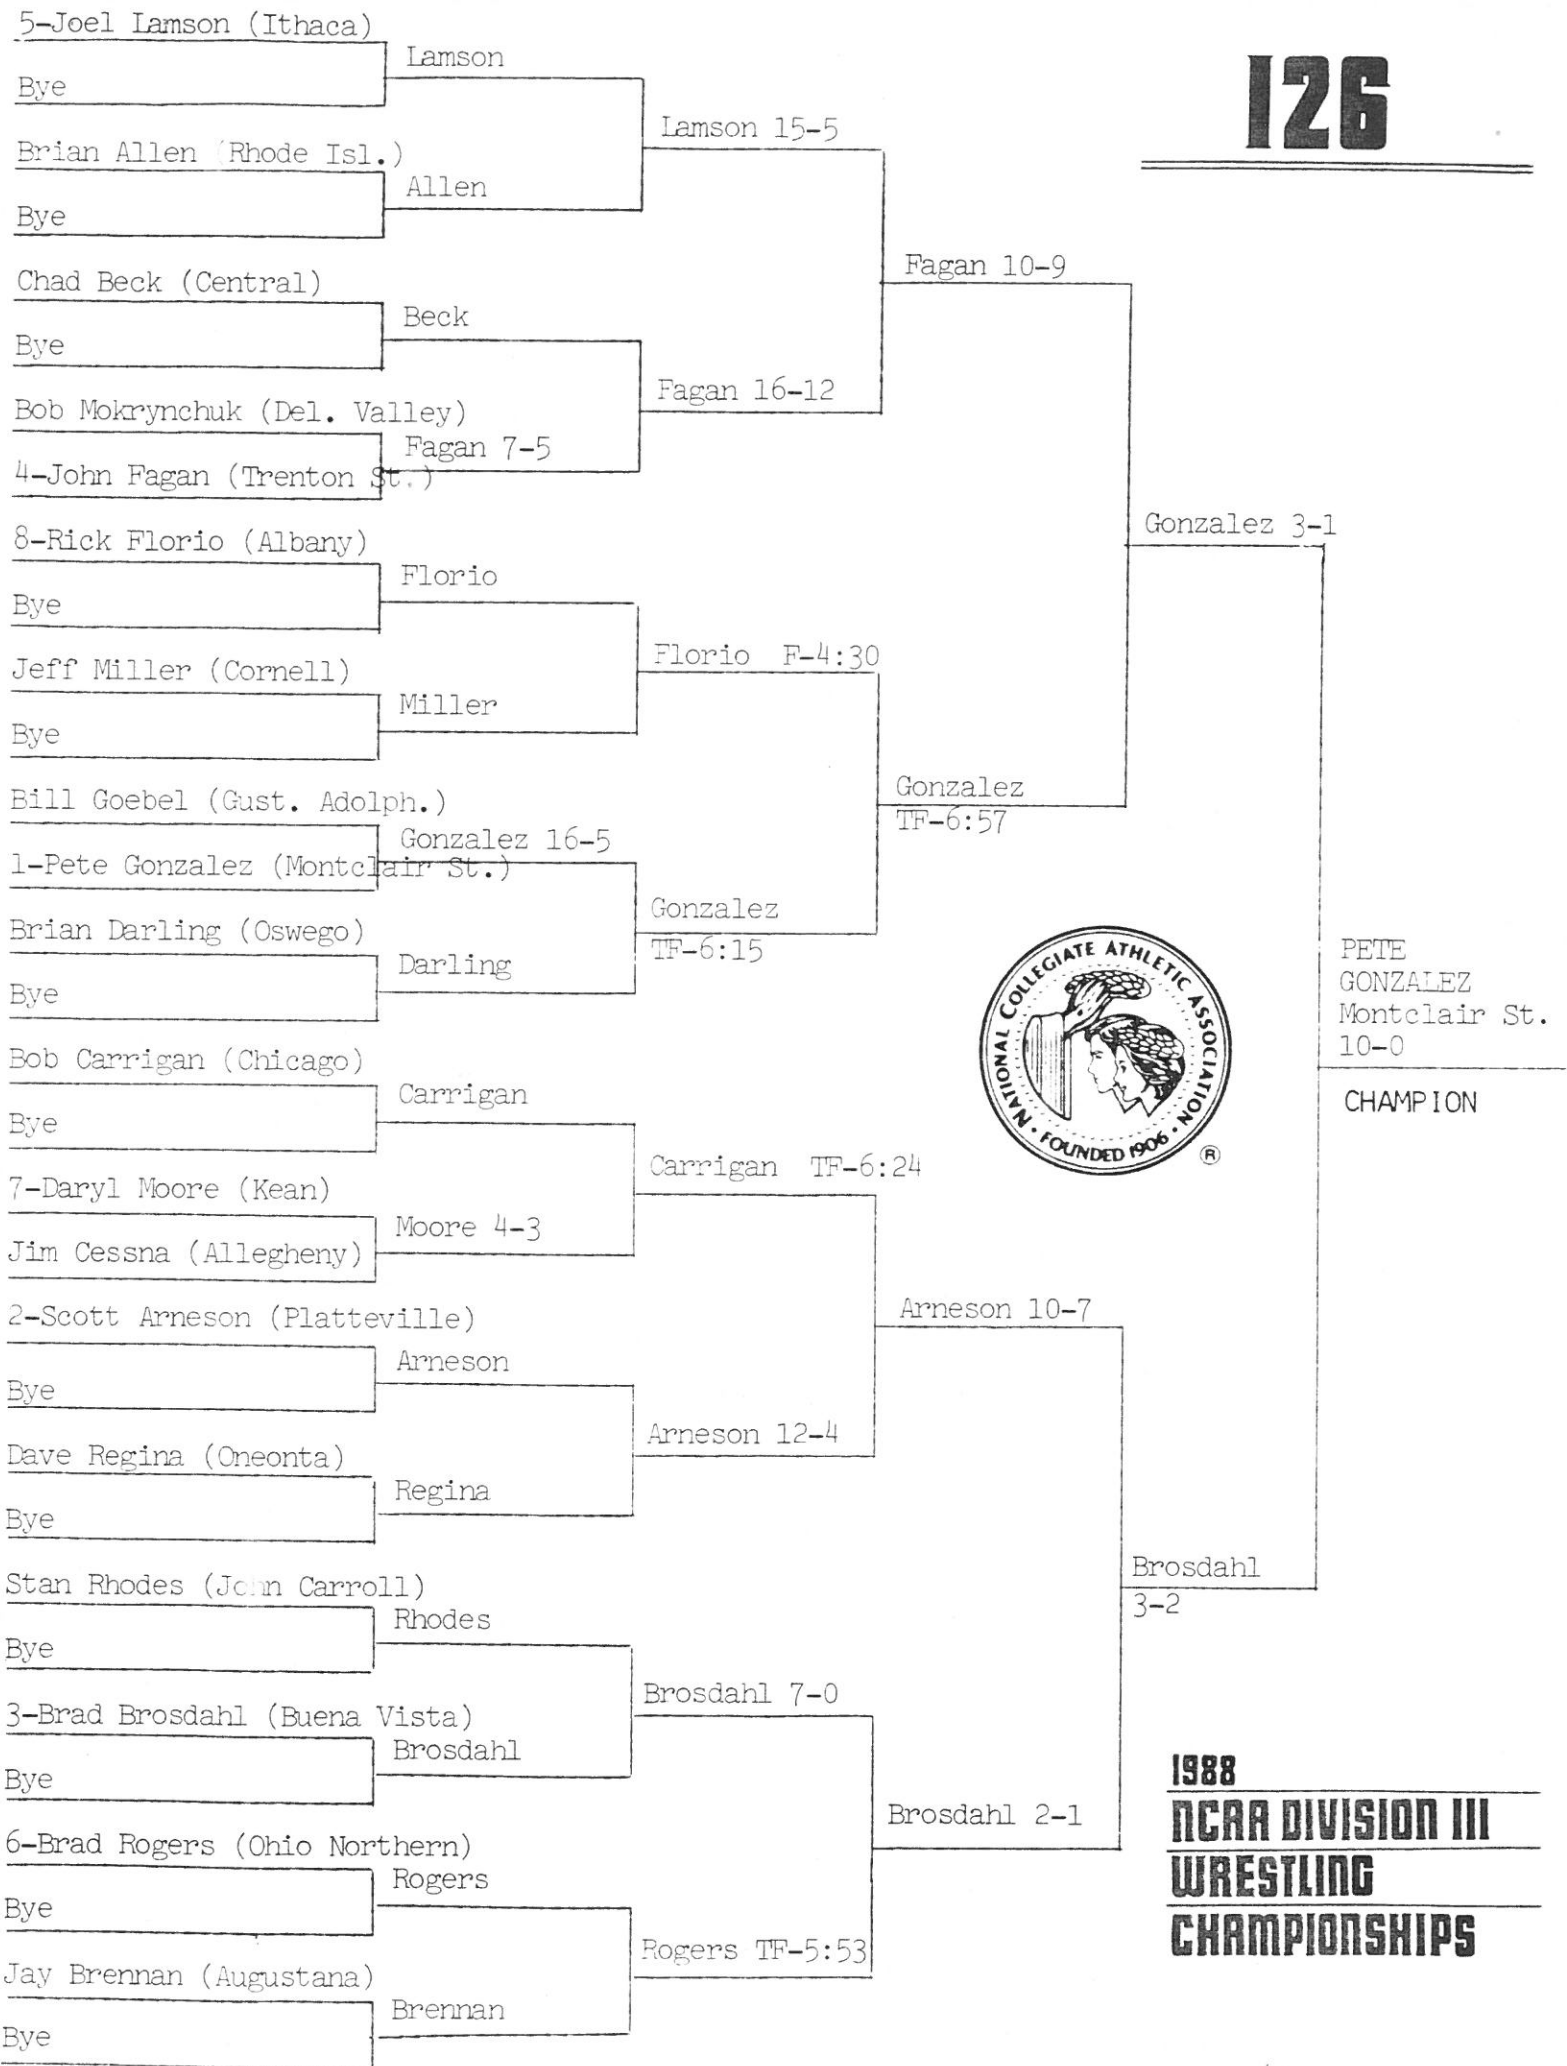 5-Joel Lamson (Ithaca)
Lamson
Bye
126
Lamson 15-5
Brian Allen (Rhode Isl.)
Allen
Bye
Fagan 10-9
Chad Beck (Central)
Beck
Bye
Fagan 16-12
Bob Mokrynchuk (Del. Valley)
Fagan 7-5
4-John Fagan (Trenton St.)
Gonzalez 3-1
8-Rick Florio (Albany)
Florio
Bye
Florio F-4:30
Jeff Miller (Cornell)
Miller
Bye
Gonzalez
TF-6:57
Bill Goebel (Gust. Adolph.)
Gonzalez 16-5
1-Pete Gonzalez (Montclair St.)
Gonzalez
TF-6:15
Brian Darling (Oswego)
Darling
Bye
NATIONAL COLLEGIATE ATHLETIC ASSOCIATION
• FOUNDED 1906 •
®
PETE
GONZALEZ
Montclair St.
10-0
CHAMPION
Bob Carrigan (Chicago)
Carrigan
Bye
Carrigan TF-6:24
7-Daryl Moore (Kean)
Moore 4-3
Jim Cessna (Allegheny)
Arneson 10-7
2-Scott Arneson (Platteville)
Arneson
Bye
Arneson 12-4
Dave Regina (Oneonta)
Regina
Bye
Brosdahl
3-2
Stan Rhodes (John Carroll)
Rhodes
Bye
Brosdahl 7-0
3-Brad Brosdahl (Buena Vista)
Brosdahl
Bye
Brosdahl 2-1
6-Brad Rogers (Ohio Northern)
Rogers
Bye
Rogers TF-5:53
Jay Brennan (Augustana)
Brennan
Bye
1988
NCAA DIVISION III
WRESTLING
CHAMPIONSHIPS